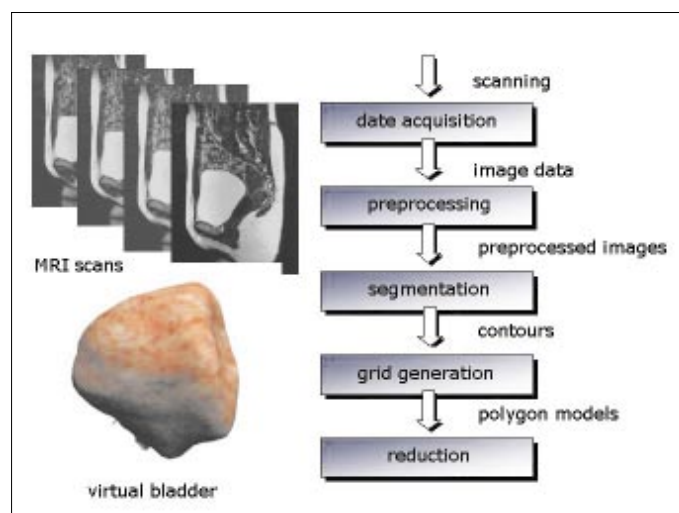 scanning
date acquisition
image data
preprocessing
preprocessed images
MRI scans
segmentation
contours
grid generation
polygon models
reduction
virtual bladder